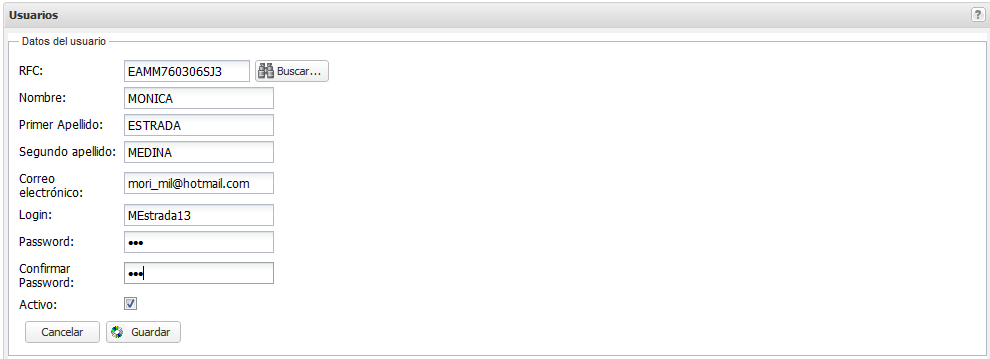 Usuarios ?
Datos del usuario
RFC: EAMM760306SJ3 Buscar...
Nombre: MONICA
Primer Apellido: ESTRADA
Segundo apellido: MEDINA
Correo
electrónico: mori_mil@hotmail.com
Login: MEstrada13
Password: •••
Confirmar
Password: •••
Activo:
Cancelar Guardar